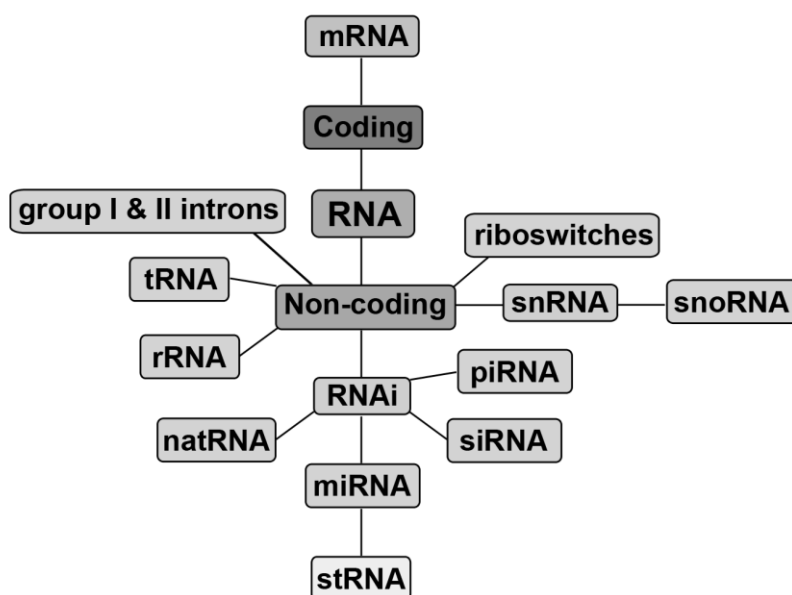 mRNA
Coding
RNA
group I & II introns
riboswitches
tRNA
Non-coding
snRNA
snoRNA
rRNA
piRNA
RNAi
natRNA
siRNA
miRNA
stRNA